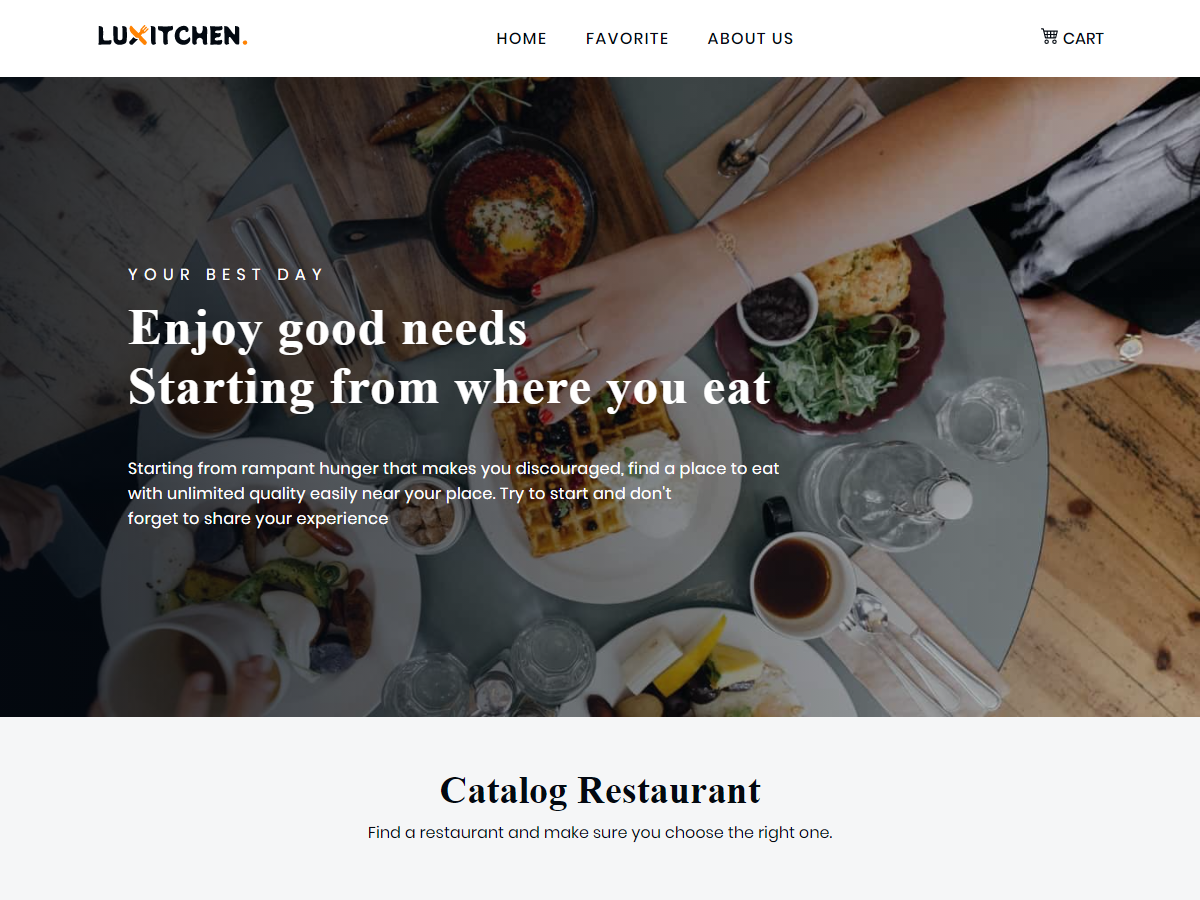 LUXITCHEN.
HOME FAVORITE ABOUT US
CART
YOUR BEST DAY
Enjoy good needs
Starting from where you eat
Starting from rampant hunger that makes you discouraged, find a place to eat
with unlimited quality easily near your place. Try to start and don't
forget to share your experience
Catalog Restaurant
Find a restaurant and make sure you choose the right one.